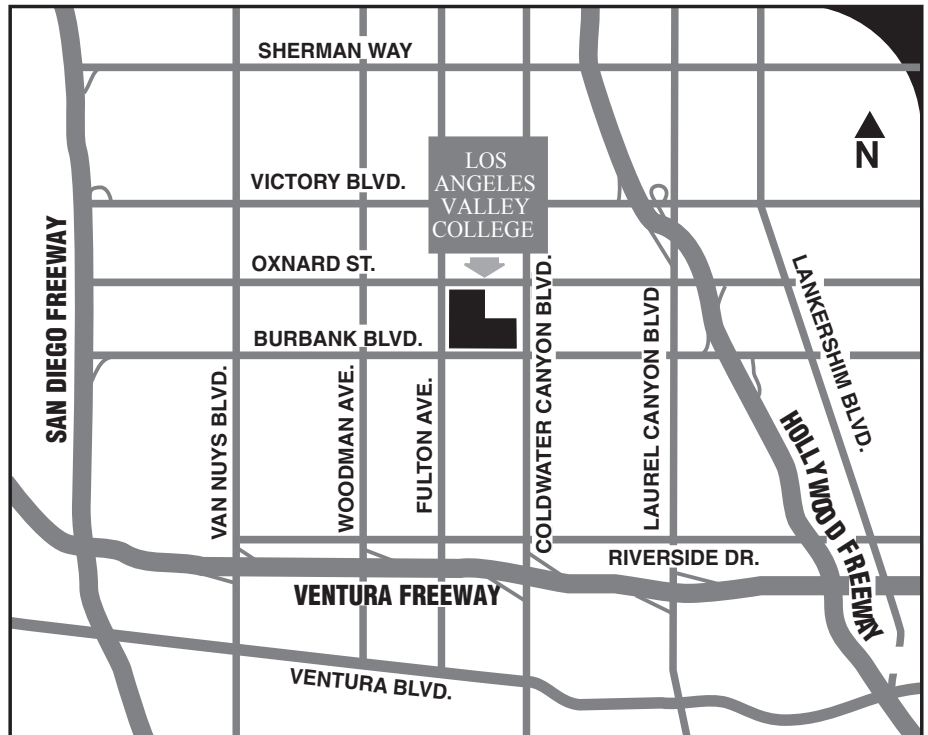 SHERMAN WAY
N
LOS
ANGELES
VALLEY
COLLEGE
VICTORY BLVD.
OXNARD ST.
BURBANK BLVD.
SAN DIEGO FREEWAY
VAN NUYS BLVD.
WOODMAN AVE.
FULTON AVE.
COLDWATER CANYON BLVD.
LAUREL CANYON BLVD
LANKERSHIM BLVD.
HOLLYWOOD FREEWAY
RIVERSIDE DR.
VENTURA FREEWAY
VENTURA BLVD.